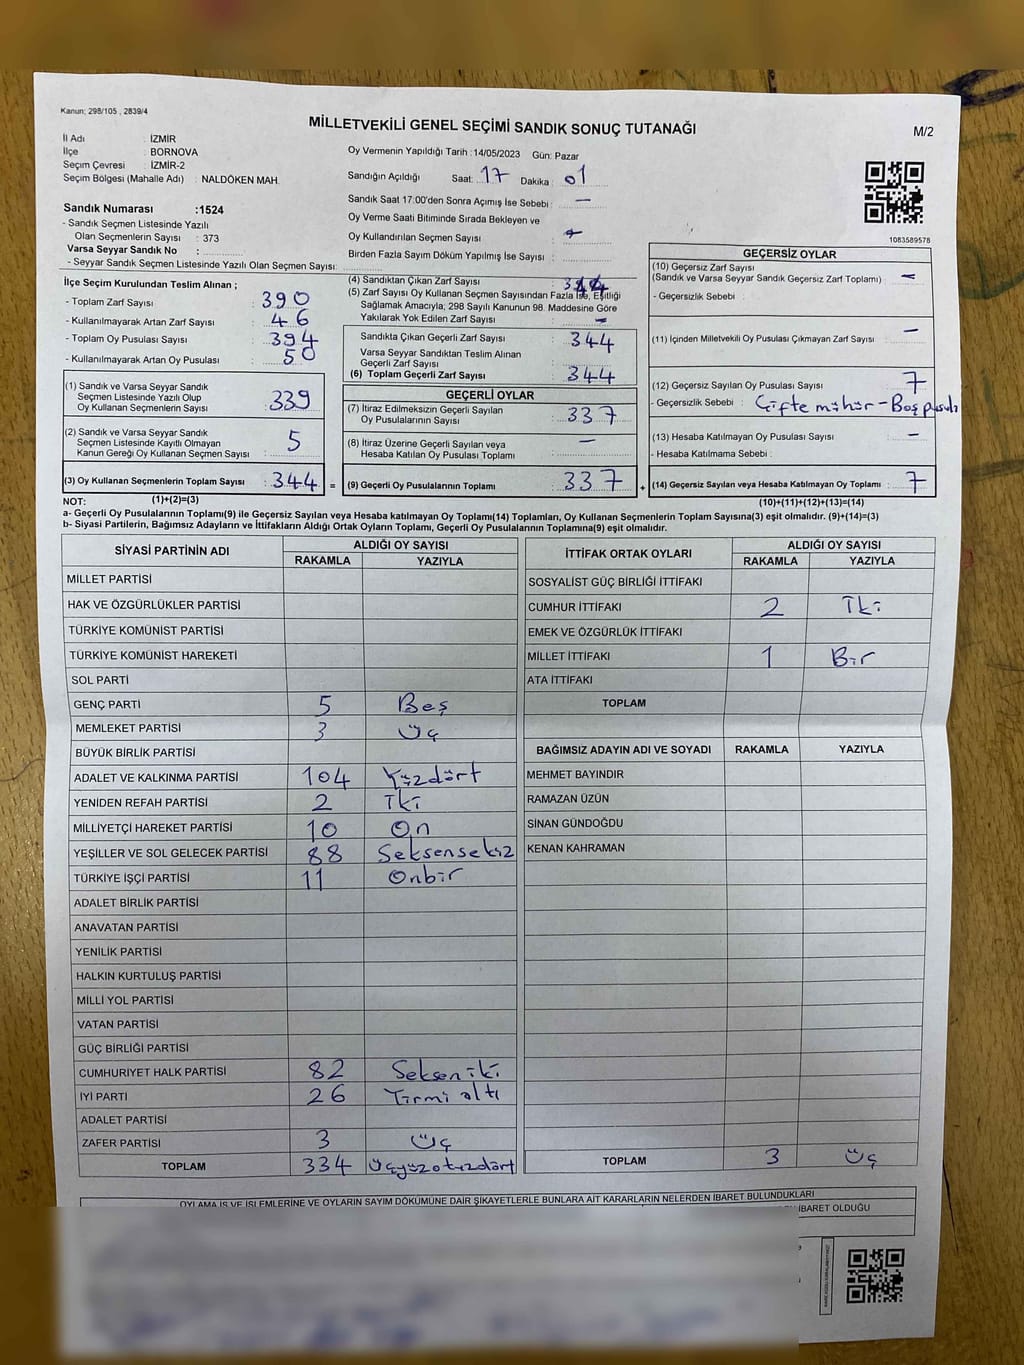 Kanun; 298/105 , 2839/4
MİLLETVEKİLİ GENEL SEÇİMİ SANDIK SONUÇ TUTANAĞI
M/2
İl Adı : İZMİR
İlçe : BORNOVA
Seçim Çevresi : İZMİR-2
Seçim Bölgesi (Mahalle Adı) : NALDÖKEN MAH.
Sandık Numarası :1524
- Sandık Seçmen Listesinde Yazılı
Olan Seçmenlerin Sayısı : 373
Varsa Seyyar Sandık No :
- Seyyar Sandık Seçmen Listesinde Yazılı Olan Seçmen Sayısı:
Oy Vermenin Yapıldığı Tarih :14/05/2023 Gün: Pazar
Sandığın Açıldığı Saat: 17 Dakika : 01
Sandık Saat 17.00'den Sonra Açımış İse Sebebi : —
Oy Verme Saati Bitiminde Sırada Bekleyen ve
Oy Kullandırılan Seçmen Sayısı :
Birden Fazla Sayım Döküm Yapılmış İse Sayısı :
1083589578
İlçe Seçim Kurulundan Teslim Alınan ;
- Toplam Zarf Sayısı : 390
- Kullanılmayarak Artan Zarf Sayısı : 46
- Toplam Oy Pusulası Sayısı : 394
- Kullanılmayarak Artan Oy Pusulası : 50
(1) Sandık ve Varsa Seyyar Sandık
Seçmen Listesinde Yazılı Olup
Oy Kullanan Seçmenlerin Sayısı : 339
(2) Sandık ve Varsa Seyyar Sandık
Seçmen Listesinde Kayıtlı Olmayan
Kanun Gereği Oy Kullanan Seçmen Sayısı : 5
(3) Oy Kullanan Seçmenlerin Toplam Sayısı : 344 =
(4) Sandıktan Çıkan Zarf Sayısı : 344
(5) Zarf Sayısı Oy Kullanan Seçmen Sayısından Fazla İse, Eşitliği
Sağlamak Amacıyla; 298 Sayılı Kanunun 98. Maddesine Göre
Yakılarak Yok Edilen Zarf Sayısı : —
Sandıkta Çıkan Geçerli Zarf Sayısı : 344
Varsa Seyyar Sandıktan Teslim Alınan
Geçerli Zarf Sayısı :
(6) Toplam Geçerli Zarf Sayısı : 344
GEÇERLİ OYLAR
(7) İtiraz Edilmeksizin Geçerli Sayılan
Oy Pusulalarının Sayısı : 337
(8) İtiraz Üzerine Geçerli Sayılan veya
Hesaba Katılan Oy Pusulası Toplamı : —
(9) Geçerli Oy Pusulalarının Toplamı : 337 +
GEÇERSİZ OYLAR
(10) Geçersiz Zarf Sayısı
(Sandık ve Varsa Seyyar Sandık Geçersiz Zarf Toplamı) : —
- Geçersizlik Sebebi :
(11) İçinden Milletvekili Oy Pusulası Çıkmayan Zarf Sayısı : —
(12) Geçersiz Sayılan Oy Pusulası Sayısı : 7
- Geçersizlik Sebebi : Çifte mühür - Boş pusula
(13) Hesaba Katılmayan Oy Pusulası Sayısı : —
- Hesaba Katılmama Sebebi :
(14) Geçersiz Sayılan veya Hesaba Katılmayan Oy Toplamı : 7
NOT: (1)+(2)=(3) (10)+(11)+(12)+(13)=(14)
a- Geçerli Oy Pusulalarının Toplamı(9) ile Geçersiz Sayılan veya Hesaba katılmayan Oy Toplamı(14) Toplamları, Oy Kullanan Seçmenlerin Toplam Sayısına(3) eşit olmalıdır. (9)+(14)=(3)
b- Siyasi Partilerin, Bağımsız Adayların ve İttifakların Aldığı Ortak Oyların Toplamı, Geçerli Oy Pusulalarının Toplamına(9) eşit olmalıdır.
SİYASİ PARTİNİN ADI ALDIĞI OY SAYISI
RAKAMLA YAZIYLA
MİLLET PARTİSİ
HAK VE ÖZGÜRLÜKLER PARTİSİ
TÜRKİYE KOMÜNİST PARTİSİ
TÜRKİYE KOMÜNİST HAREKETİ
SOL PARTİ
GENÇ PARTİ 5 Beş
MEMLEKET PARTİSİ 3 Üç
BÜYÜK BİRLİK PARTİSİ
ADALET VE KALKINMA PARTİSİ 104 Yüzdört
YENİDEN REFAH PARTİSİ 2 İki
MİLLİYETÇİ HAREKET PARTİSİ 10 On
YEŞİLLER VE SOL GELECEK PARTİSİ 88 Seksensekiz
TÜRKİYE İŞÇİ PARTİSİ 11 Onbir
ADALET BİRLİK PARTİSİ
ANAVATAN PARTİSİ
YENİLİK PARTİSİ
HALKIN KURTULUŞ PARTİSİ
MİLLİ YOL PARTİSİ
VATAN PARTİSİ
GÜÇ BİRLİĞİ PARTİSİ
CUMHURİYET HALK PARTİSİ 82 Sekseniki
İYİ PARTİ 26 Yirmi altı
ADALET PARTİSİ
ZAFER PARTİSİ 3 Üç
TOPLAM 334 Üçyüzotuzdört
İTTİFAK ORTAK OYLARI ALDIĞI OY SAYISI
RAKAMLA YAZIYLA
SOSYALİST GÜÇ BİRLİĞİ İTTİFAKI
CUMHUR İTTİFAKI 2 İki
EMEK VE ÖZGÜRLÜK İTTİFAKI
MİLLET İTTİFAKI 1 Bir
ATA İTTİFAKI
TOPLAM
BAĞIMSIZ ADAYIN ADI VE SOYADI RAKAMLA YAZIYLA
MEHMET BAYINDIR
RAMAZAN ÜZÜN
SİNAN GÜNDOĞDU
KENAN KAHRAMAN
TOPLAM 3 Üç
OYLAMA İŞ VE İŞLEMLERİNE VE OYLARIN SAYIM DÖKÜMÜNE DAİR ŞİKAYETLERLE BUNLARA AİT KARARLARIN NELERDEN İBARET BULUNDUKLARI
İBARET OLDUĞU